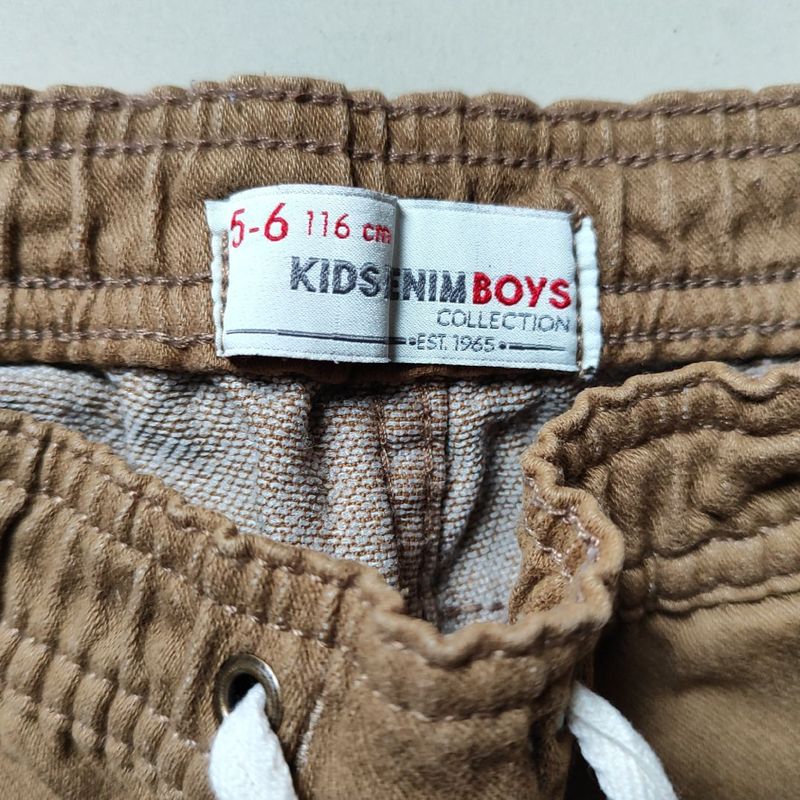 5-6 116 cm
KIDSENIMBOYS
COLLECTION
•EST. 1965•